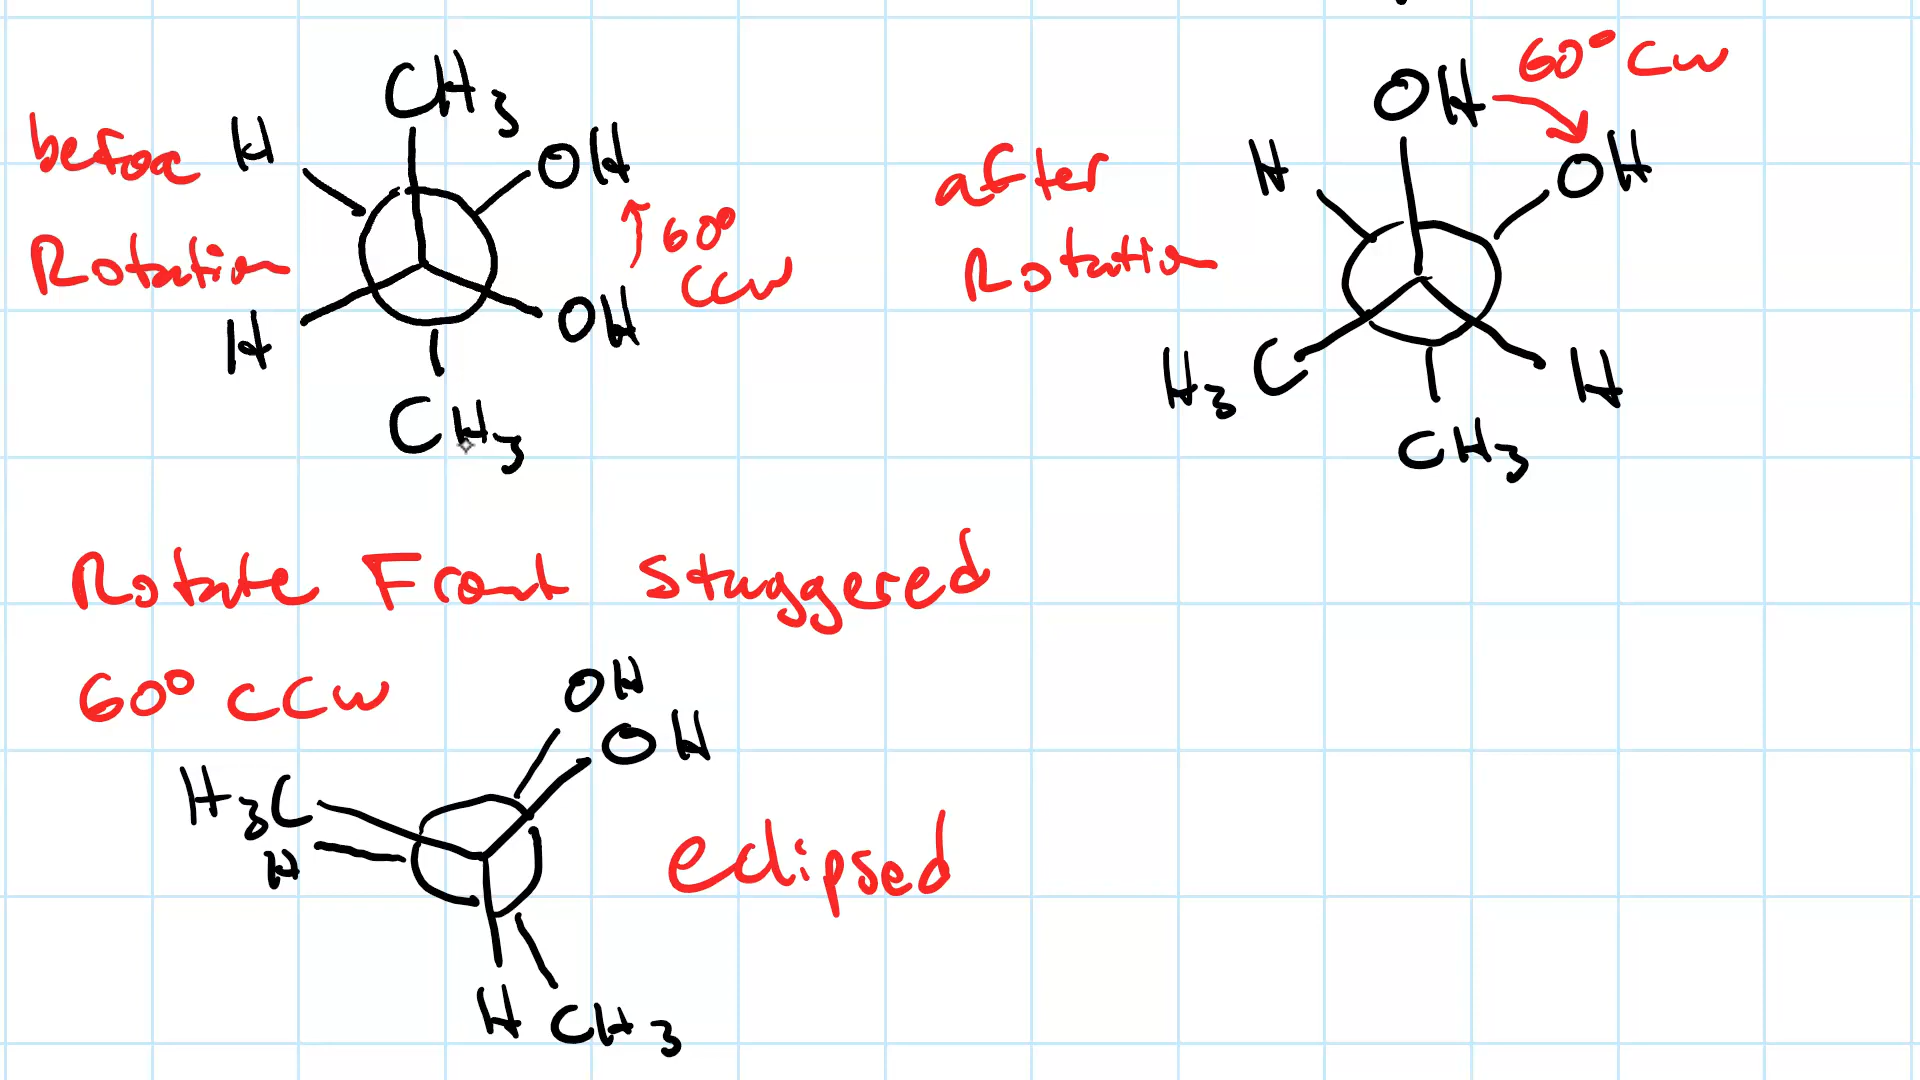 CH3
H
OH
before
Rotation
60° CCW
H
OH
CH3
60° CW
OH
OH
H
after
Rotation
H3C
H
CH3
Rotate Front Staggered
60° CCW
OH
OH
H3C
H
eclipsed
H
CH3